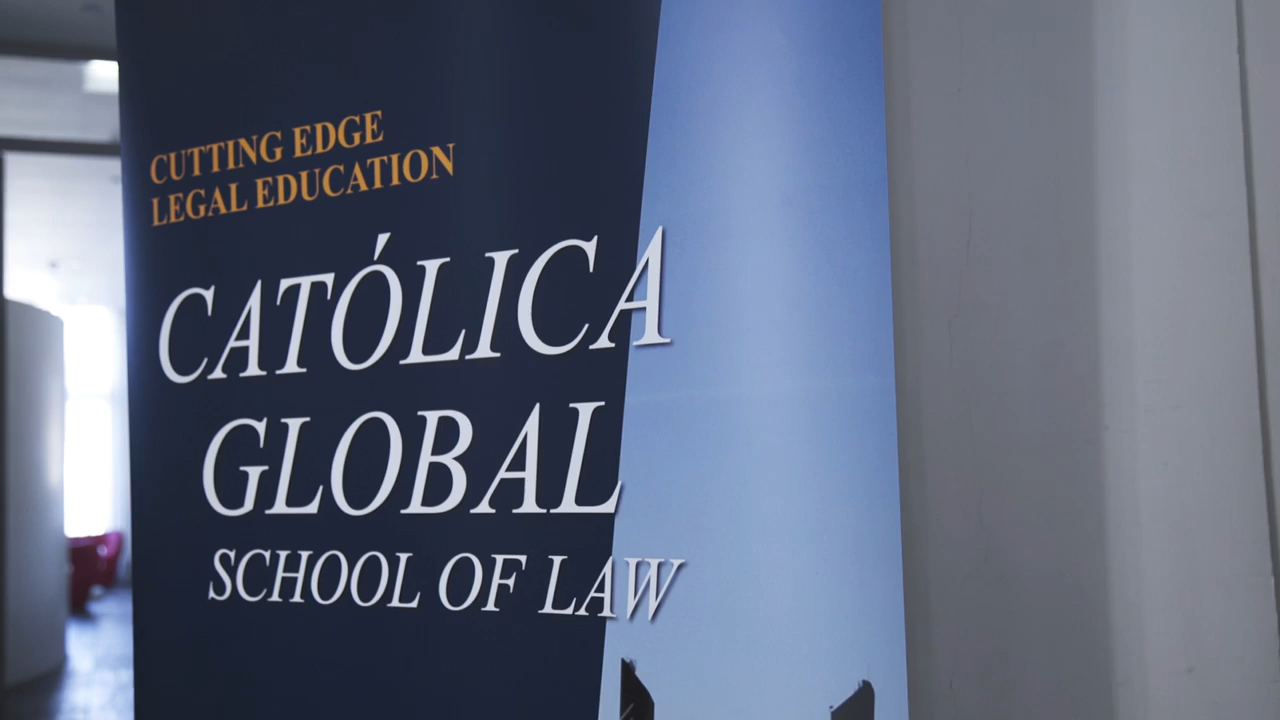 CUTTING EDGE
LEGAL EDUCATION
CATÓLICA
GLOBAL
SCHOOL OF LAW